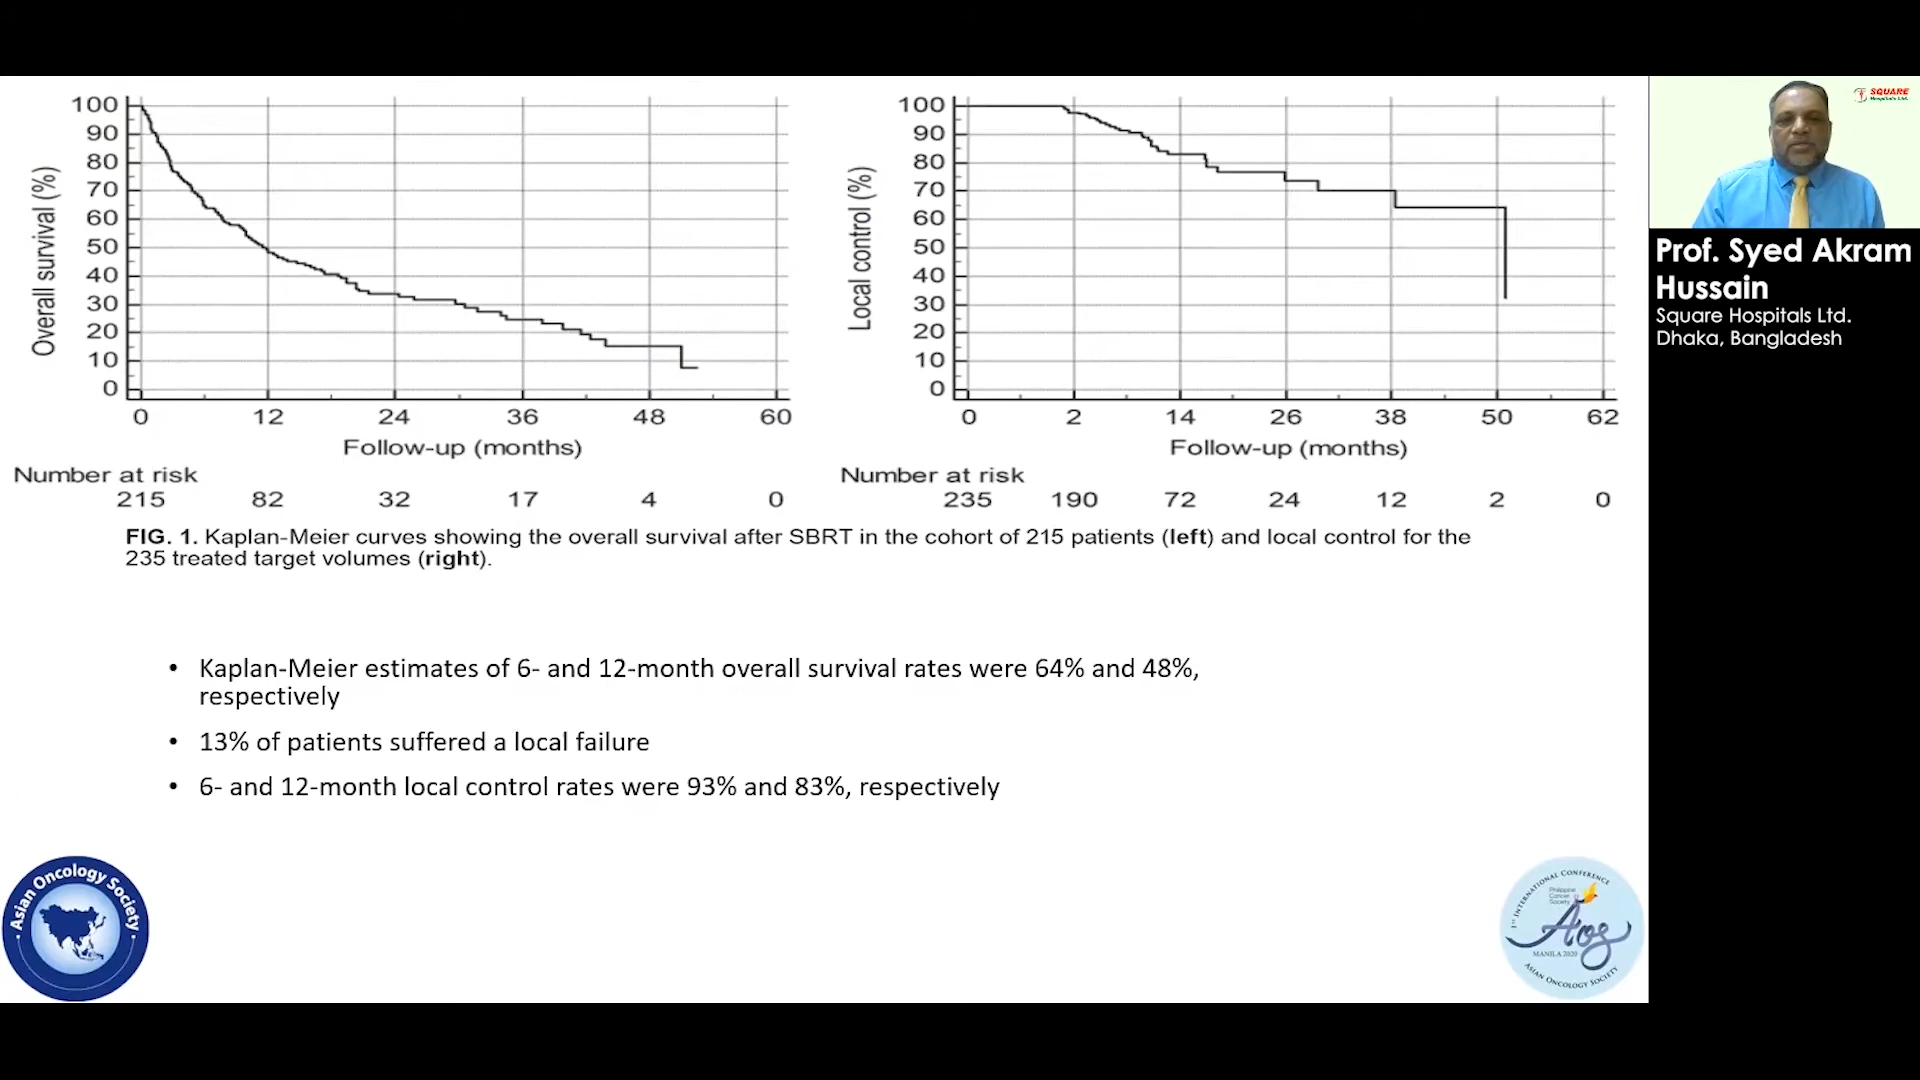 100
90
80
70
60
50
40
30
20
10
0
Overall survival (%)
0 12 24 36 48 60
Follow-up (months)
Number at risk
215 82 32 17 4 0
100
90
80
70
60
50
40
30
20
10
0
Local control (%)
0 2 14 26 38 50 62
Follow-up (months)
Number at risk
235 190 72 24 12 2 0
FIG. 1. Kaplan-Meier curves showing the overall survival after SBRT in the cohort of 215 patients (left) and local control for the
235 treated target volumes (right).
• Kaplan-Meier estimates of 6- and 12-month overall survival rates were 64% and 48%,
respectively
• 13% of patients suffered a local failure
• 6- and 12-month local control rates were 93% and 83%, respectively
Asian Oncology Society
1ST INTERNATIONAL CONFERENCE
Philippine
Cancer
Society
AOS
MANILA 2020
ASIAN ONCOLOGY SOCIETY
SQUARE
Hospitals Ltd.
Prof. Syed Akram
Hussain
Square Hospitals Ltd.
Dhaka, Bangladesh